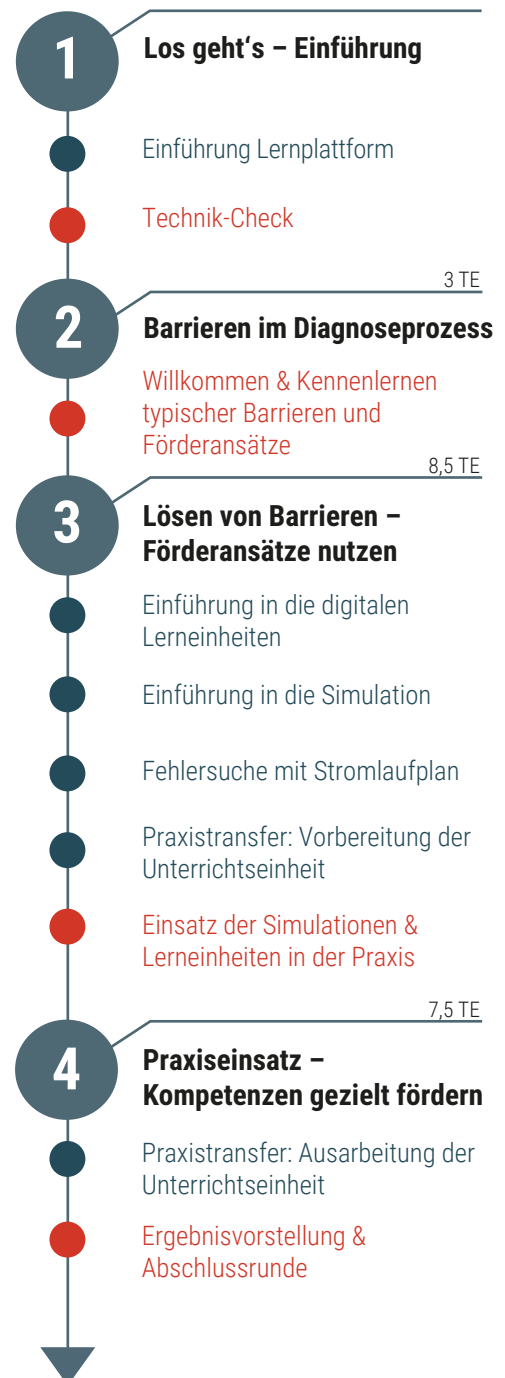 1
Los geht‘s – Einführung
Einführung Lernplattform
Technik-Check
3 TE
2
Barrieren im Diagnoseprozess
Willkommen & Kennenlernen
typischer Barrieren und
Förderansätze
8,5 TE
3
Lösen von Barrieren –
Förderansätze nutzen
Einführung in die digitalen
Lerneinheiten
Einführung in die Simulation
Fehlersuche mit Stromlaufplan
Praxistransfer: Vorbereitung der
Unterrichtseinheit
Einsatz der Simulationen &
Lerneinheiten in der Praxis
7,5 TE
4
Praxiseinsatz –
Kompetenzen gezielt fördern
Praxistransfer: Ausarbeitung der
Unterrichtseinheit
Ergebnisvorstellung &
Abschlussrunde